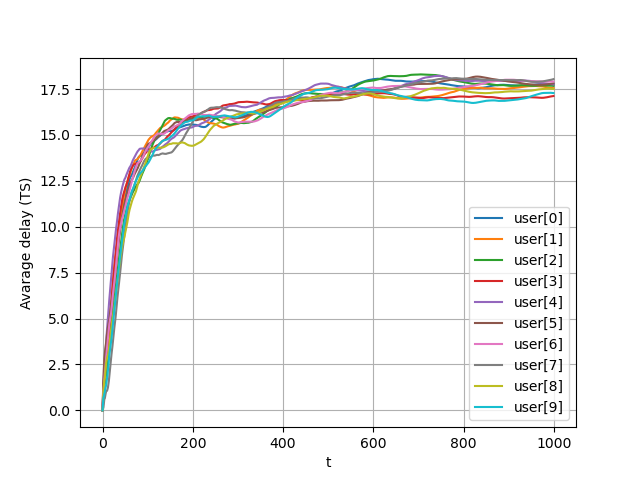 17.5
15.0
12.5
10.0
7.5
5.0
2.5
0.0
Avarage delay (TS)
0 200 400 600 800 1000
t
user[0]
user[1]
user[2]
user[3]
user[4]
user[5]
user[6]
user[7]
user[8]
user[9]